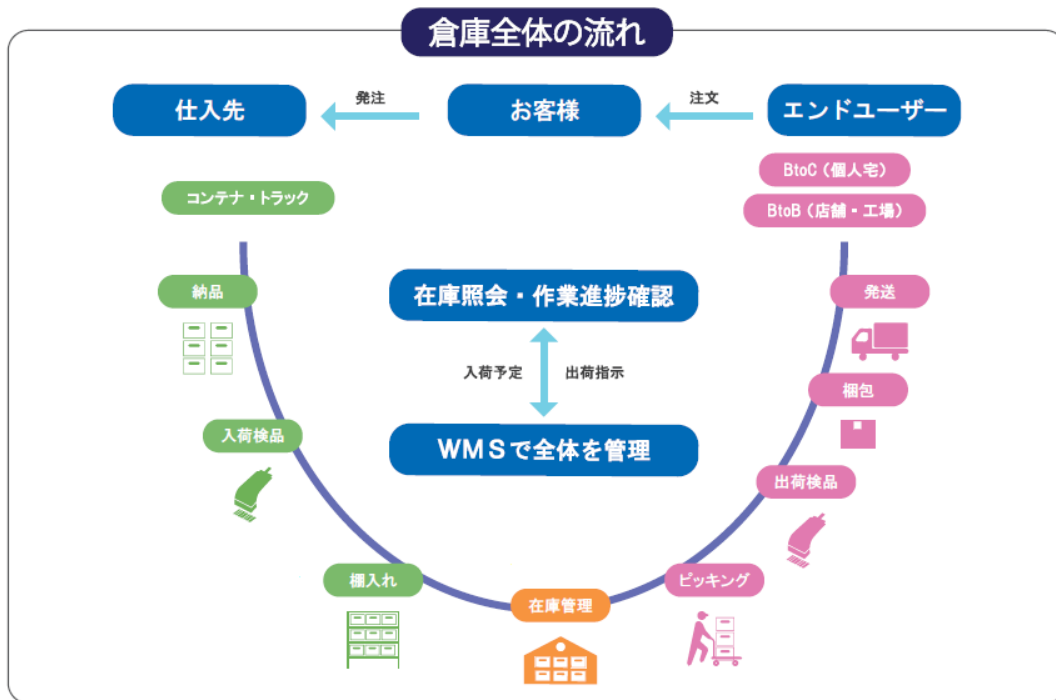 倉庫全体の流れ
仕入先
発注
お客様
注文
エンドユーザー
コンテナ・トラック
BtoC（個人宅）
BtoB（店舗・工場）
納品
在庫照会・作業進捗確認
発送
入荷予定
出荷指示
梱包
入荷検品
WMSで全体を管理
出荷検品
棚入れ
在庫管理
ピッキング